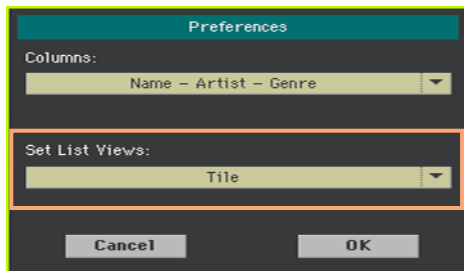 Preferences
Columns:
Name - Artist - Genre
Set List Views:
Tile
Cancel OK